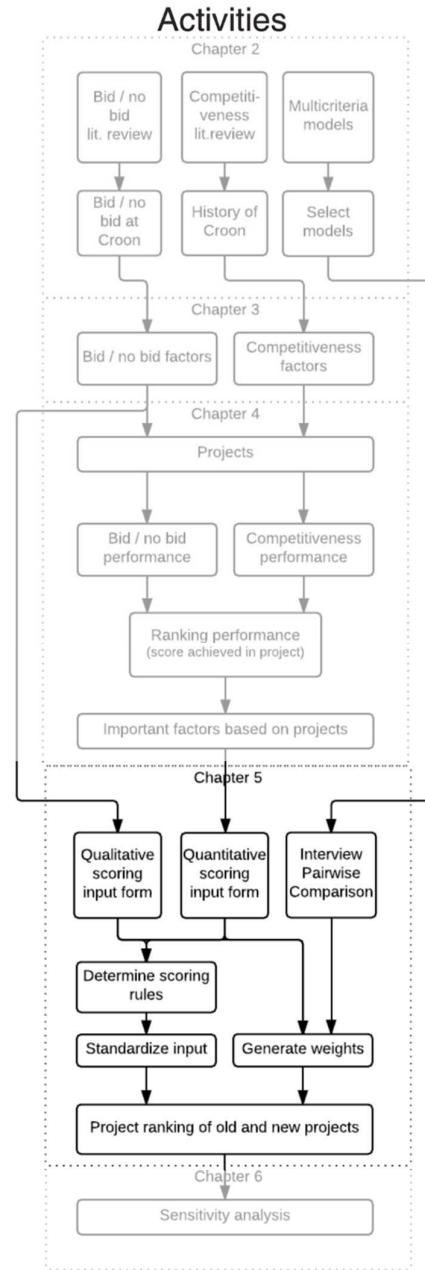 Activities
Chapter 2
Bid / no
bid
lit. review
Competiti-
veness
lit.review
Multicriteria
models
Bid / no
bid at
Croon
History of
Croon
Select
models
Chapter 3
Bid / no bid factors
Competitiveness
factors
Chapter 4
Projects
Bid / no bid
performance
Competitiveness
performance
Ranking performance
(score achieved in project)
Important factors based on projects
Chapter 5
Qualitative
scoring
input form
Quantitative
scoring
input form
Interview
Pairwise
Comparison
Determine scoring
rules
Standardize input
Generate weights
Project ranking of old and new projects
Chapter 6
Sensitivity analysis